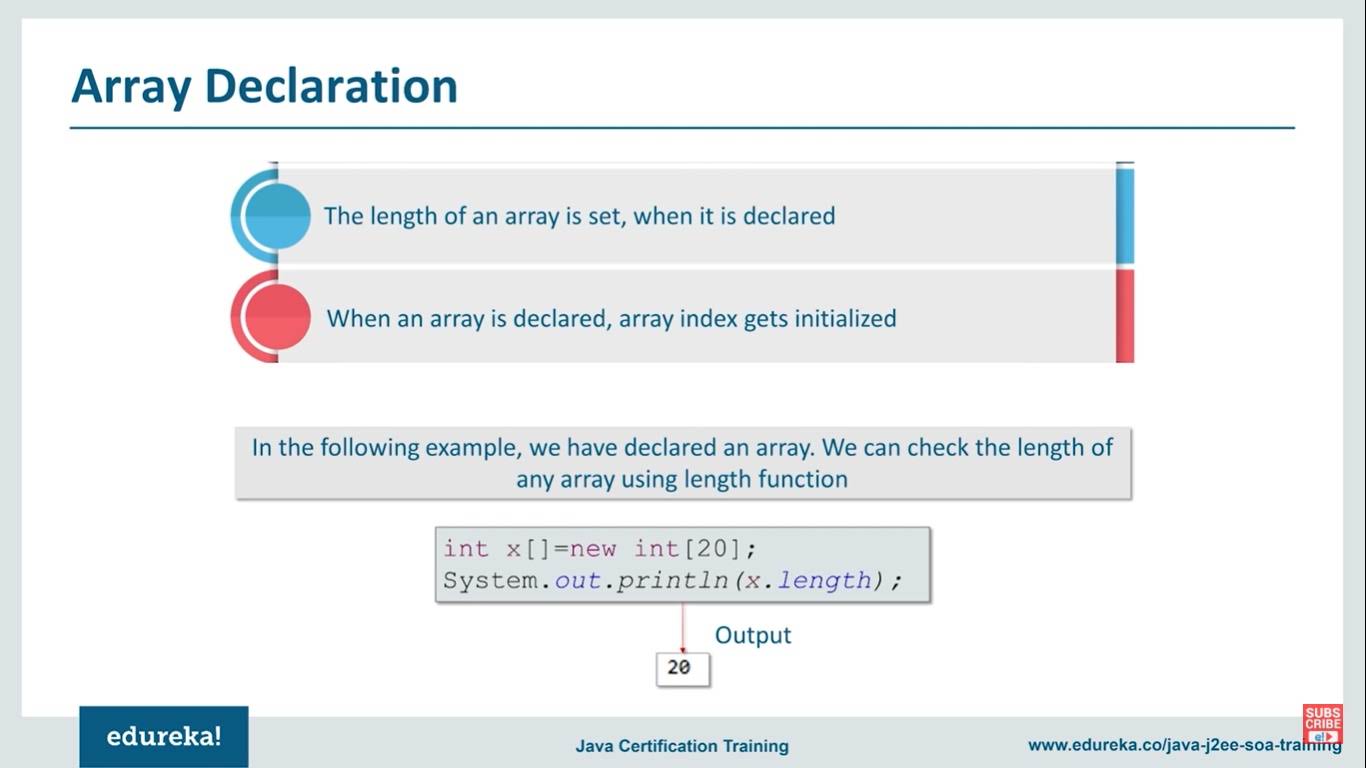 Array Declaration
The length of an array is set, when it is declared
When an array is declared, array index gets initialized
In the following example, we have declared an array. We can check the length of
any array using length function
int x[]=new int[20];
System.out.println(x.length);
Output
20
edureka!
Java Certification Training
www.edureka.co/java-j2ee-soa-training
SUBS
CRIBE
e!